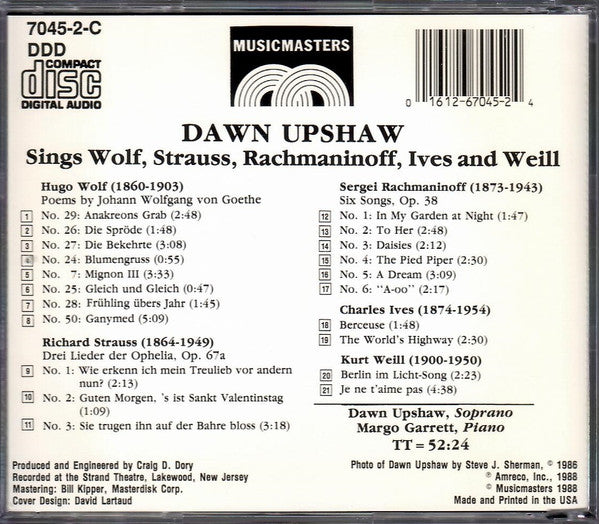 7045-2-C
DDD
COMPACT
disc
DIGITAL AUDIO
MUSICMASTERS
0 1612-67045-2 4
DAWN UPSHAW
Sings Wolf, Strauss, Rachmaninoff, Ives and Weill
Hugo Wolf (1860-1903)
Poems by Johann Wolfgang von Goethe
1 No. 29: Anakreons Grab (2:48)
2 No. 26: Die Spröde (1:48)
3 No. 27: Die Bekehrte (3:08)
4 No. 24: Blumengruss (0:55)
5 No. 7: Mignon III (3:33)
6 No. 25: Gleich und Gleich (0:47)
7 No. 28: Frühling übers Jahr (1:45)
8 No. 50: Ganymed (5:09)
Richard Strauss (1864-1949)
Drei Lieder der Ophelia, Op. 67a
9 No. 1: Wie erkenn ich mein Treulieb vor andern
nun? (2:13)
10 No. 2: Guten Morgen, 's ist Sankt Valentinstag
(1:09)
11 No. 3: Sie trugen ihn auf der Bahre bloss (3:18)
Sergei Rachmaninoff (1873-1943)
Six Songs, Op. 38
12 No. 1: In My Garden at Night (1:47)
13 No. 2: To Her (2:48)
14 No. 3: Daisies (2:12)
15 No. 4: The Pied Piper (2:30)
16 No. 5: A Dream (3:09)
17 No. 6: "A-oo" (2:17)
Charles Ives (1874-1954)
18 Berceuse (1:48)
19 The World's Highway (2:30)
Kurt Weill (1900-1950)
20 Berlin im Licht-Song (2:23)
21 Je ne t'aime pas (4:38)
Dawn Upshaw, Soprano
Margo Garrett, Piano
TT = 52:24
Produced and Engineered by Craig D. Dory
Recorded at the Strand Theatre, Lakewood, New Jersey
Mastering: Bill Kipper, Masterdisk Corp.
Cover Design: David Lartaud
Photo of Dawn Upshaw by Steve J. Sherman, © 1986
℗ Amreco, Inc., 1988
© Musicmasters 1988
Made and Printed in the USA